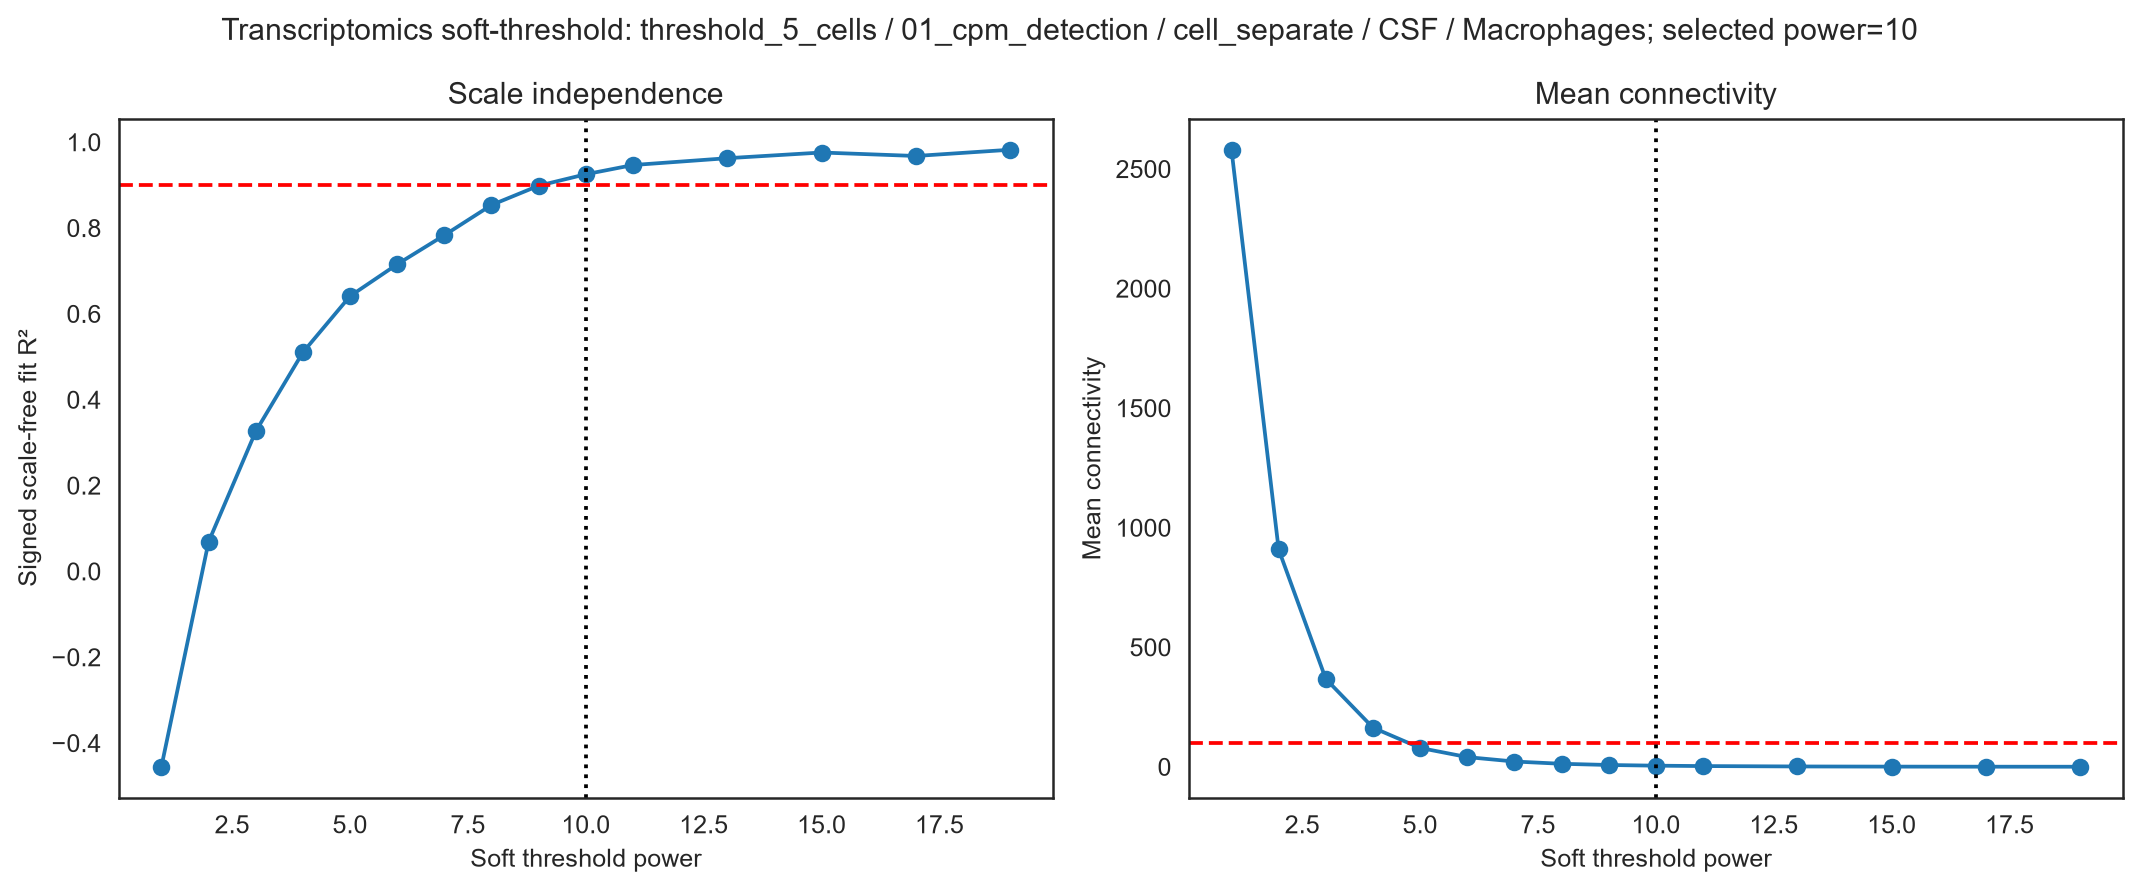 Transcriptomics soft-threshold: threshold_5_cells / 01_cpm_detection / cell_separate / CSF / Macrophages; selected power=10
Scale independence
Signed scale-free fit R²
1.0
0.8
0.6
0.4
0.2
0.0
−0.2
−0.4
2.5 5.0 7.5 10.0 12.5 15.0 17.5
Soft threshold power
Mean connectivity
Mean connectivity
2500
2000
1500
1000
500
0
2.5 5.0 7.5 10.0 12.5 15.0 17.5
Soft threshold power